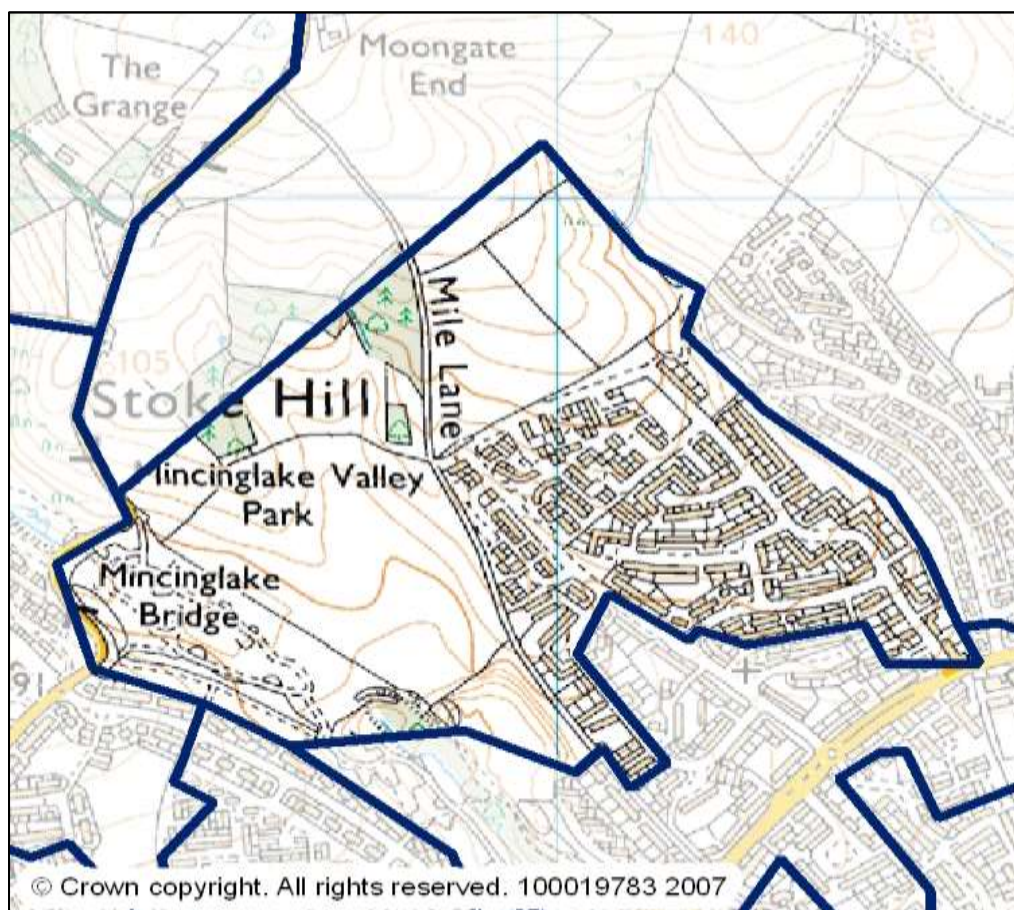 The
Grange
Moongate
End
140
125
105
Stoke Hill
Mile Lane
Mincinglake Valley
Park
Mincinglake
Bridge
91
© Crown copyright. All rights reserved. 100019783 2007